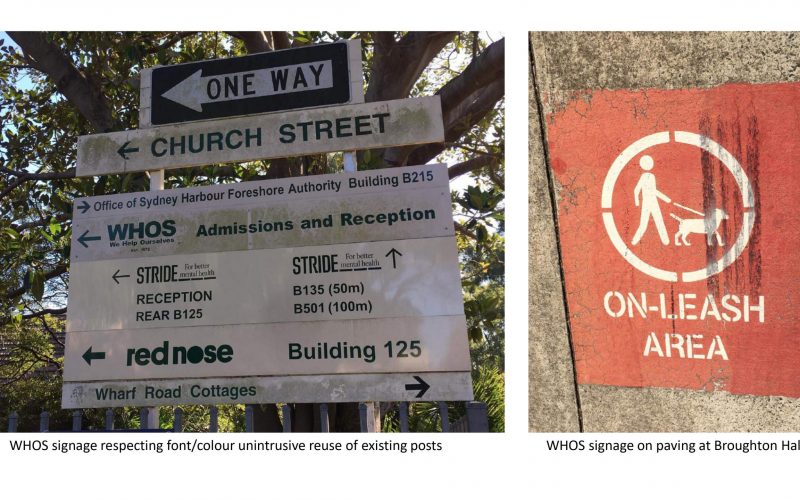 ONE WAY
CHURCH STREET
Office of Sydney Harbour Foreshore Authority Building B215
WHOS
We Help Ourselves
EST. 1972
Admissions and Reception
STRIDE For better
mental health
RECEPTION
REAR B125
STRIDE For better
mental health
B135 (50m)
B501 (100m)
rednose Building 125
Wharf Road Cottages
ON-LEASH
AREA
WHOS signage respecting font/colour unintrusive reuse of existing posts
WHOS signage on paving at Broughton Hal